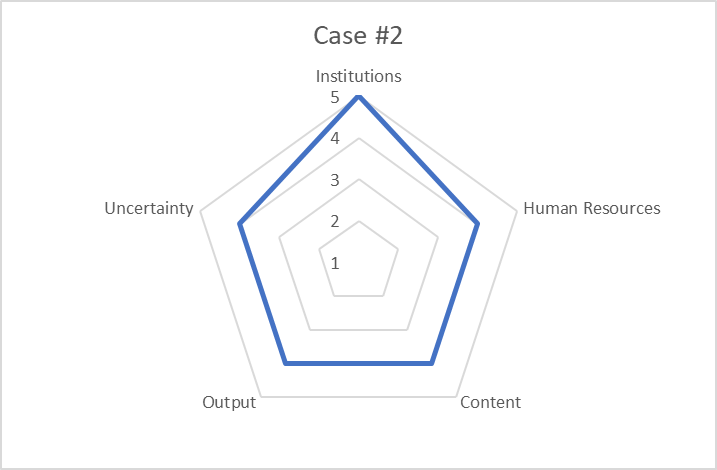 Case #2
Institutions
5
4
3
2
1
Uncertainty
Human Resources
Output
Content